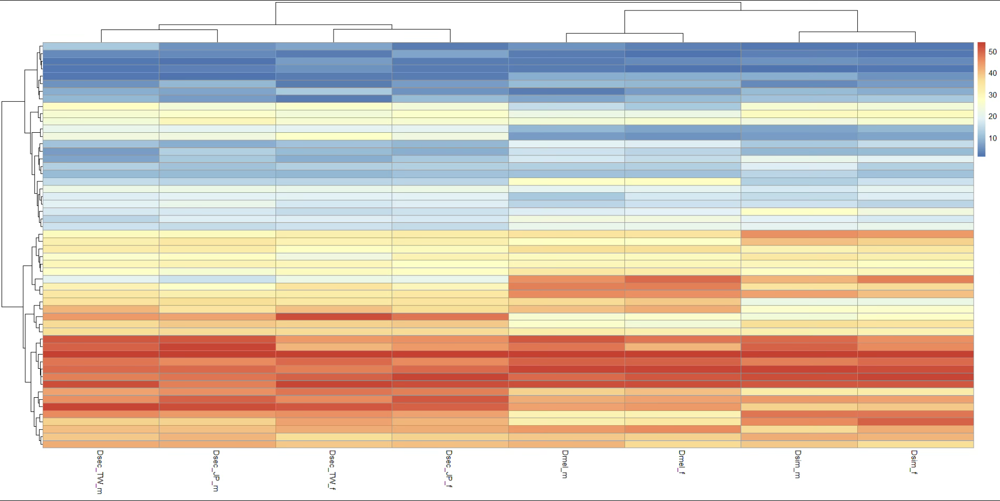 50
40
30
20
10
Dsec_TW_m
Dsec_JP_m
Dsec_TW_f
Dsec_JP_f
Dmel_m
Dmel_f
Dsim_m
Dsim_f